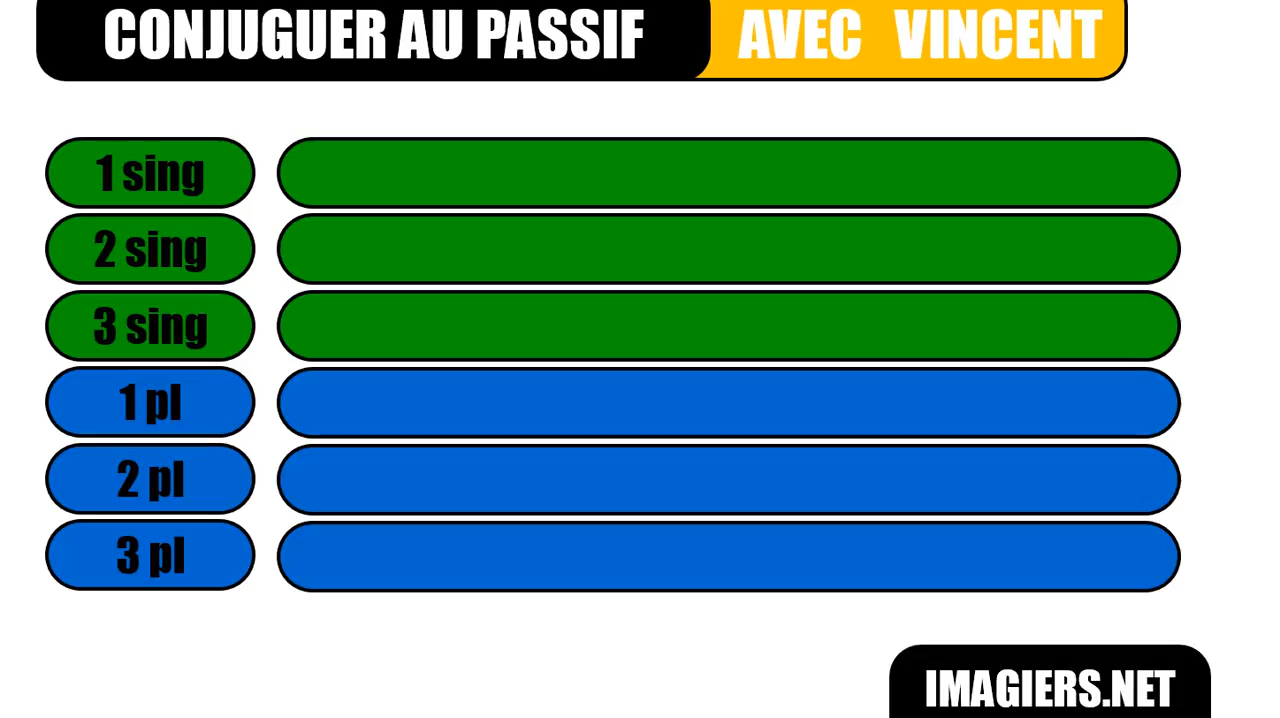 CONJUGUER AU PASSIF AVEC VINCENT
1 sing
2 sing
3 sing
1 pl
2 pl
3 pl
IMAGIERS.NET